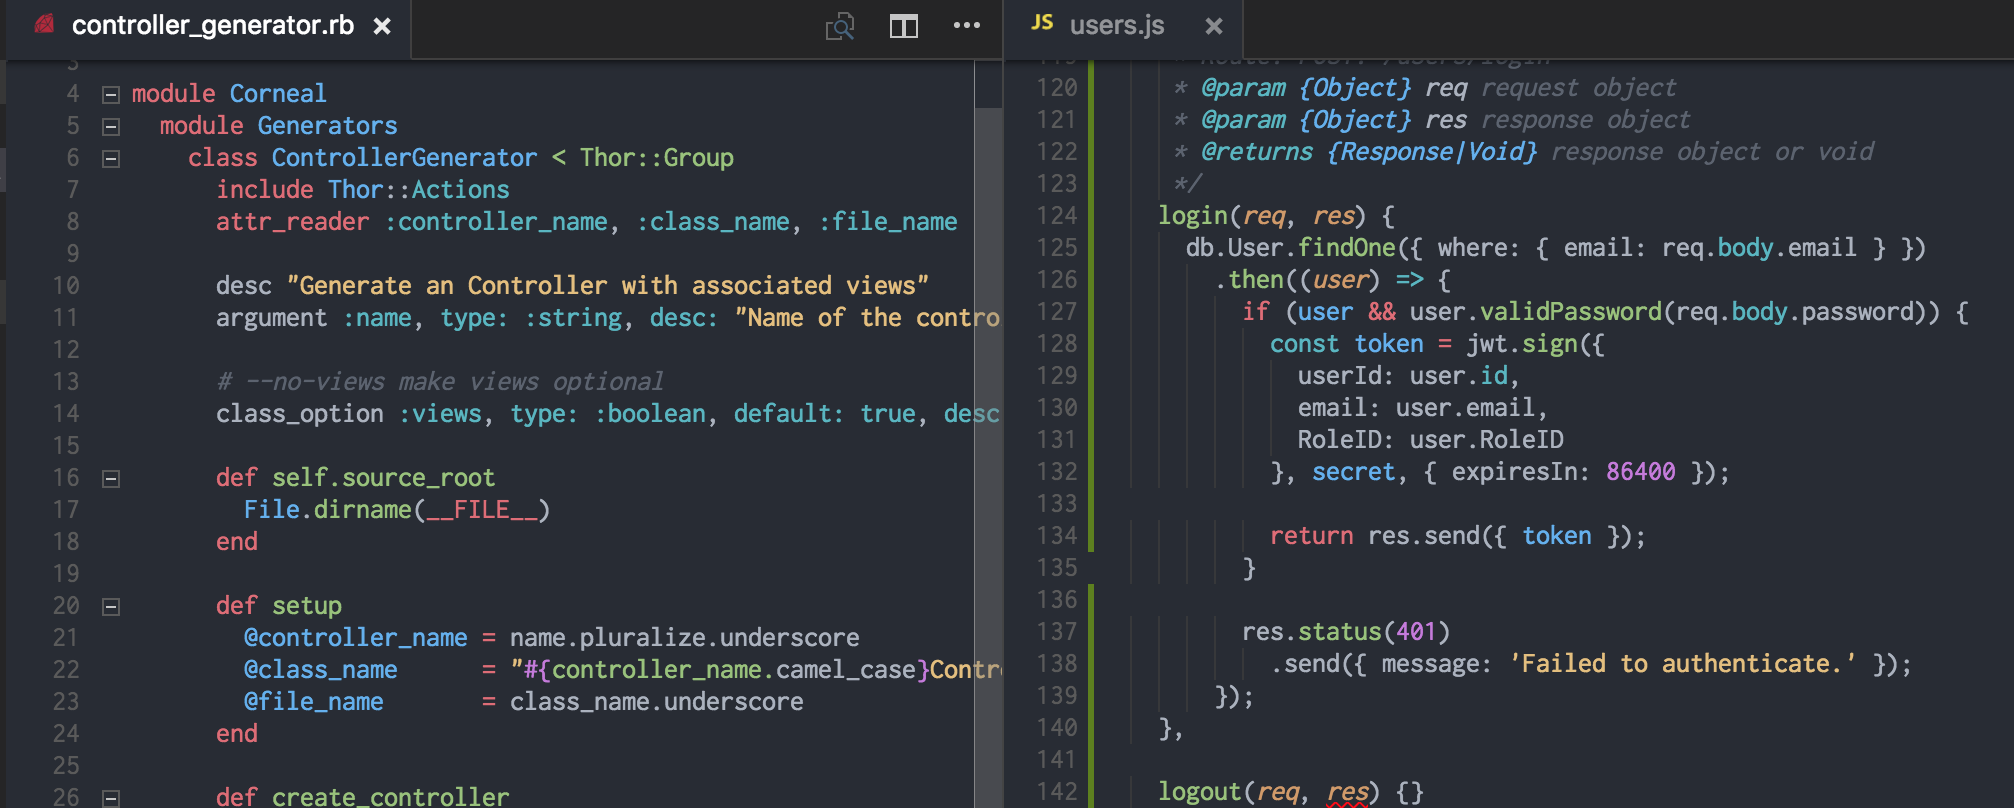 controller_generator.rb
3
4 module Corneal
5 module Generators
6 class ControllerGenerator < Thor::Group
7 include Thor::Actions
8 attr_reader :controller_name, :class_name, :file_name
9
10 desc "Generate an Controller with associated views"
11 argument :name, type: :string, desc: "Name of the contro
12
13 # --no-views make views optional
14 class_option :views, type: :boolean, default: true, desc
15
16 def self.source_root
17 File.dirname(__FILE__)
18 end
19
20 def setup
21 @controller_name = name.pluralize.underscore
22 @class_name = "#{controller_name.camel_case}Contr
23 @file_name = class_name.underscore
24 end
25
26 def create_controller
JS users.js
119 * Route: POST: /users/login
120 * @param {Object} req request object
121 * @param {Object} res response object
122 * @returns {Response|Void} response object or void
123 */
124 login(req, res) {
125 db.User.findOne({ where: { email: req.body.email } })
126 .then((user) => {
127 if (user && user.validPassword(req.body.password)) {
128 const token = jwt.sign({
129 userId: user.id,
130 email: user.email,
131 RoleID: user.RoleID
132 }, secret, { expiresIn: 86400 });
133
134 return res.send({ token });
135 }
136
137 res.status(401)
138 .send({ message: 'Failed to authenticate.' });
139 });
140 },
141
142 logout(req, res) {}